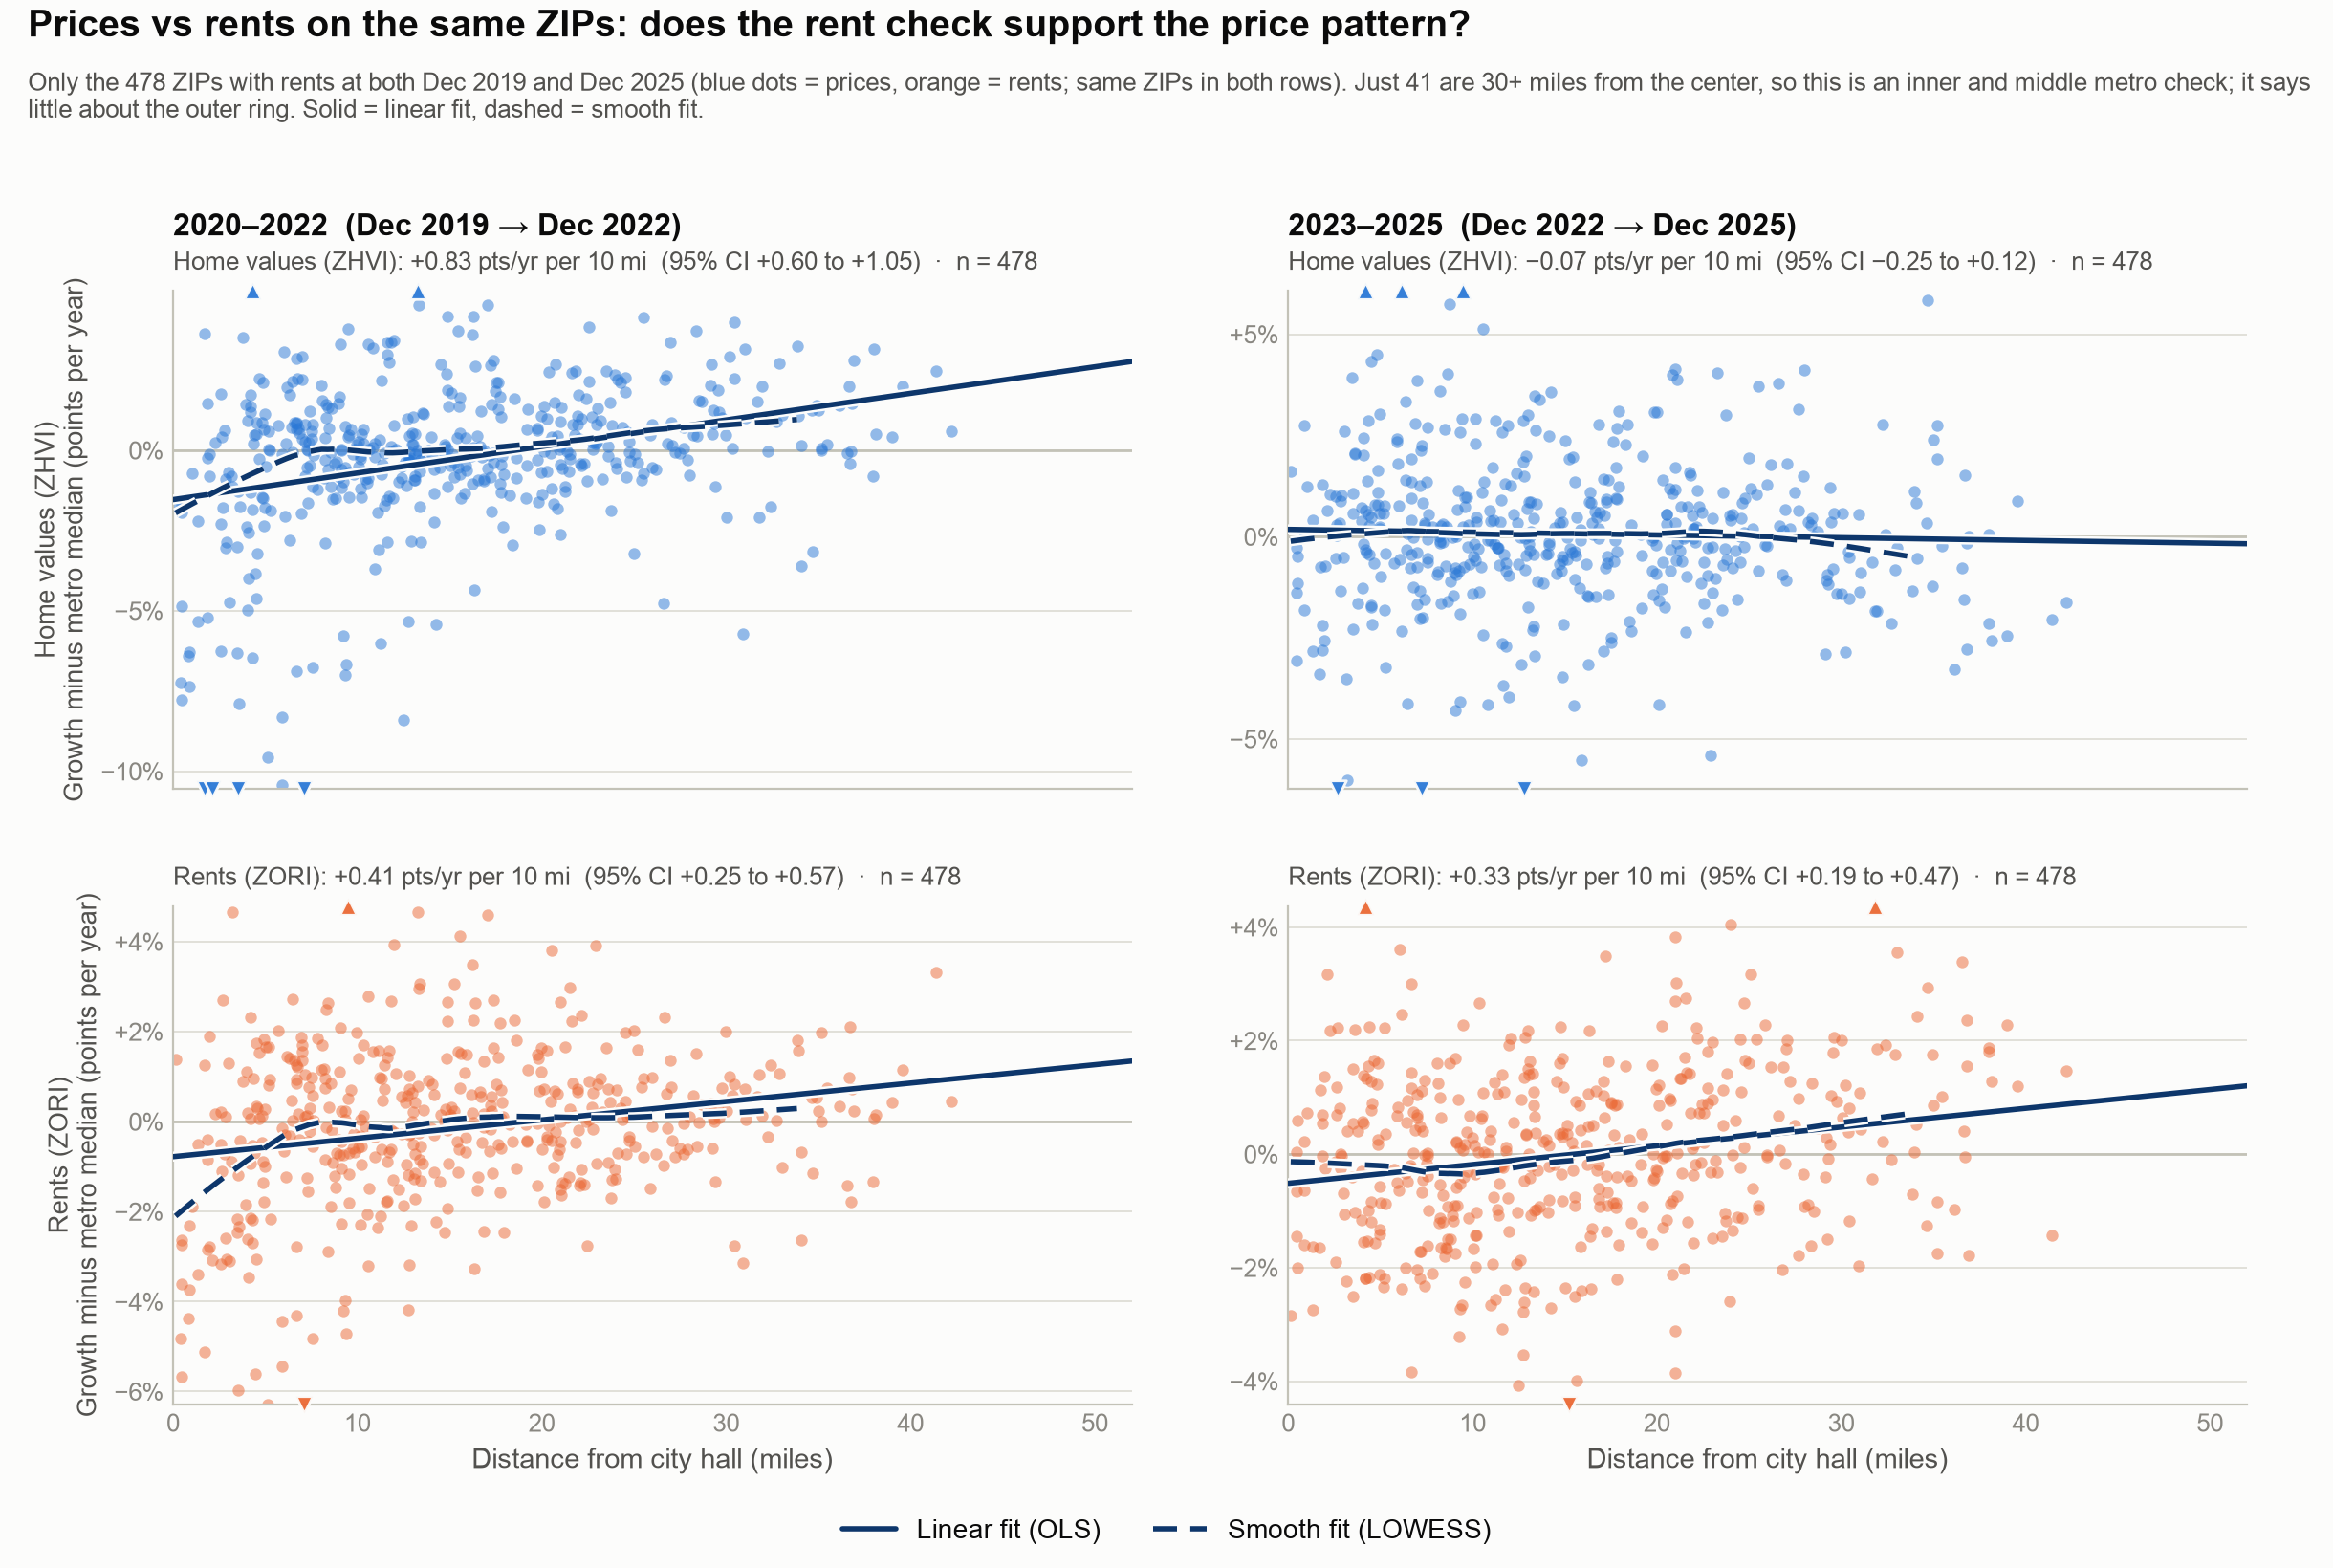 Prices vs rents on the same ZIPs: does the rent check support the price pattern?
Only the 478 ZIPs with rents at both Dec 2019 and Dec 2025 (blue dots = prices, orange = rents; same ZIPs in both rows). Just 41 are 30+ miles from the center, so this is an inner and middle metro check; it says
little about the outer ring. Solid = linear fit, dashed = smooth fit.
2020–2022 (Dec 2019 → Dec 2022)
Home values (ZHVI): +0.83 pts/yr per 10 mi (95% CI +0.60 to +1.05) · n = 478
Home values (ZHVI)
Growth minus metro median (points per year)
0%
−5%
−10%
2023–2025 (Dec 2022 → Dec 2025)
Home values (ZHVI): −0.07 pts/yr per 10 mi (95% CI −0.25 to +0.12) · n = 478
+5%
0%
−5%
Rents (ZORI): +0.41 pts/yr per 10 mi (95% CI +0.25 to +0.57) · n = 478
Rents (ZORI)
Growth minus metro median (points per year)
+4%
+2%
0%
−2%
−4%
−6%
0 10 20 30 40 50
Distance from city hall (miles)
Rents (ZORI): +0.33 pts/yr per 10 mi (95% CI +0.19 to +0.47) · n = 478
+4%
+2%
0%
−2%
−4%
0 10 20 30 40 50
Distance from city hall (miles)
Linear fit (OLS)
Smooth fit (LOWESS)